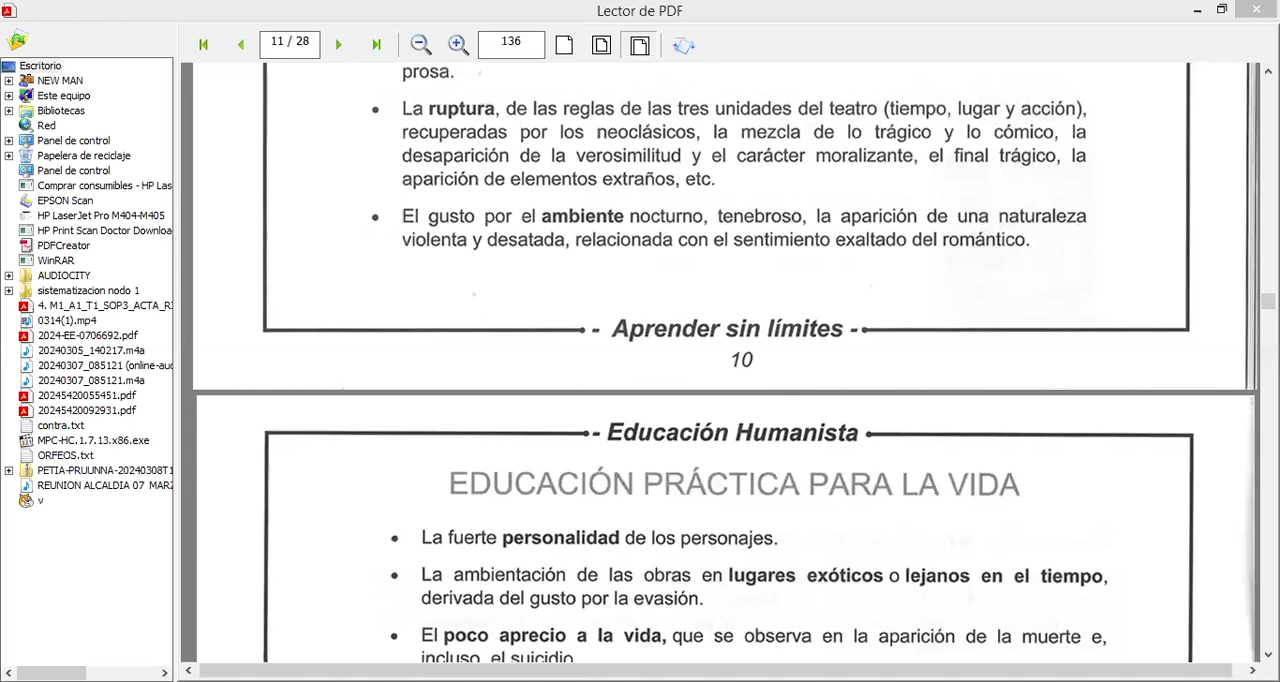 Lector de PDF
11 / 28
136
Escritorio
NEW MAN
Este equipo
Bibliotecas
Red
Panel de control
Papelera de reciclaje
Panel de control
Comprar consumibles - HP Las
EPSON Scan
HP LaserJet Pro M404-M405
HP Print Scan Doctor Downloa
PDFCreator
WinRAR
AUDIOCITY
sistematizacion nodo 1
4. M1_A1_T1_SOP3_ACTA_R
0314(1).mp4
2024-EE-0706692.pdf
20240305_140217.m4a
20240307_085121 (online-aud
20240307_085121.m4a
20245420055451.pdf
20245420092931.pdf
contra.txt
MPC-HC.1.7.13.x86.exe
ORFEOS.txt
PETIA-PRUUNNA-20240308T1
REUNION ALCALDIA 07 MARZ
v
prosa.
• La ruptura, de las reglas de las tres unidades del teatro (tiempo, lugar y acción),
recuperadas por los neoclásicos, la mezcla de lo trágico y lo cómico, la
desaparición de la verosimilitud y el carácter moralizante, el final trágico, la
aparición de elementos extraños, etc.
• El gusto por el ambiente nocturno, tenebroso, la aparición de una naturaleza
violenta y desatada, relacionada con el sentimiento exaltado del romántico.
- Aprender sin límites -
10
- Educación Humanista
EDUCACIÓN PRÁCTICA PARA LA VIDA
• La fuerte personalidad de los personajes.
• La ambientación de las obras en lugares exóticos o lejanos en el tiempo,
derivada del gusto por la evasión.
• El poco aprecio a la vida, que se observa en la aparición de la muerte e,
incluso, el suicidio